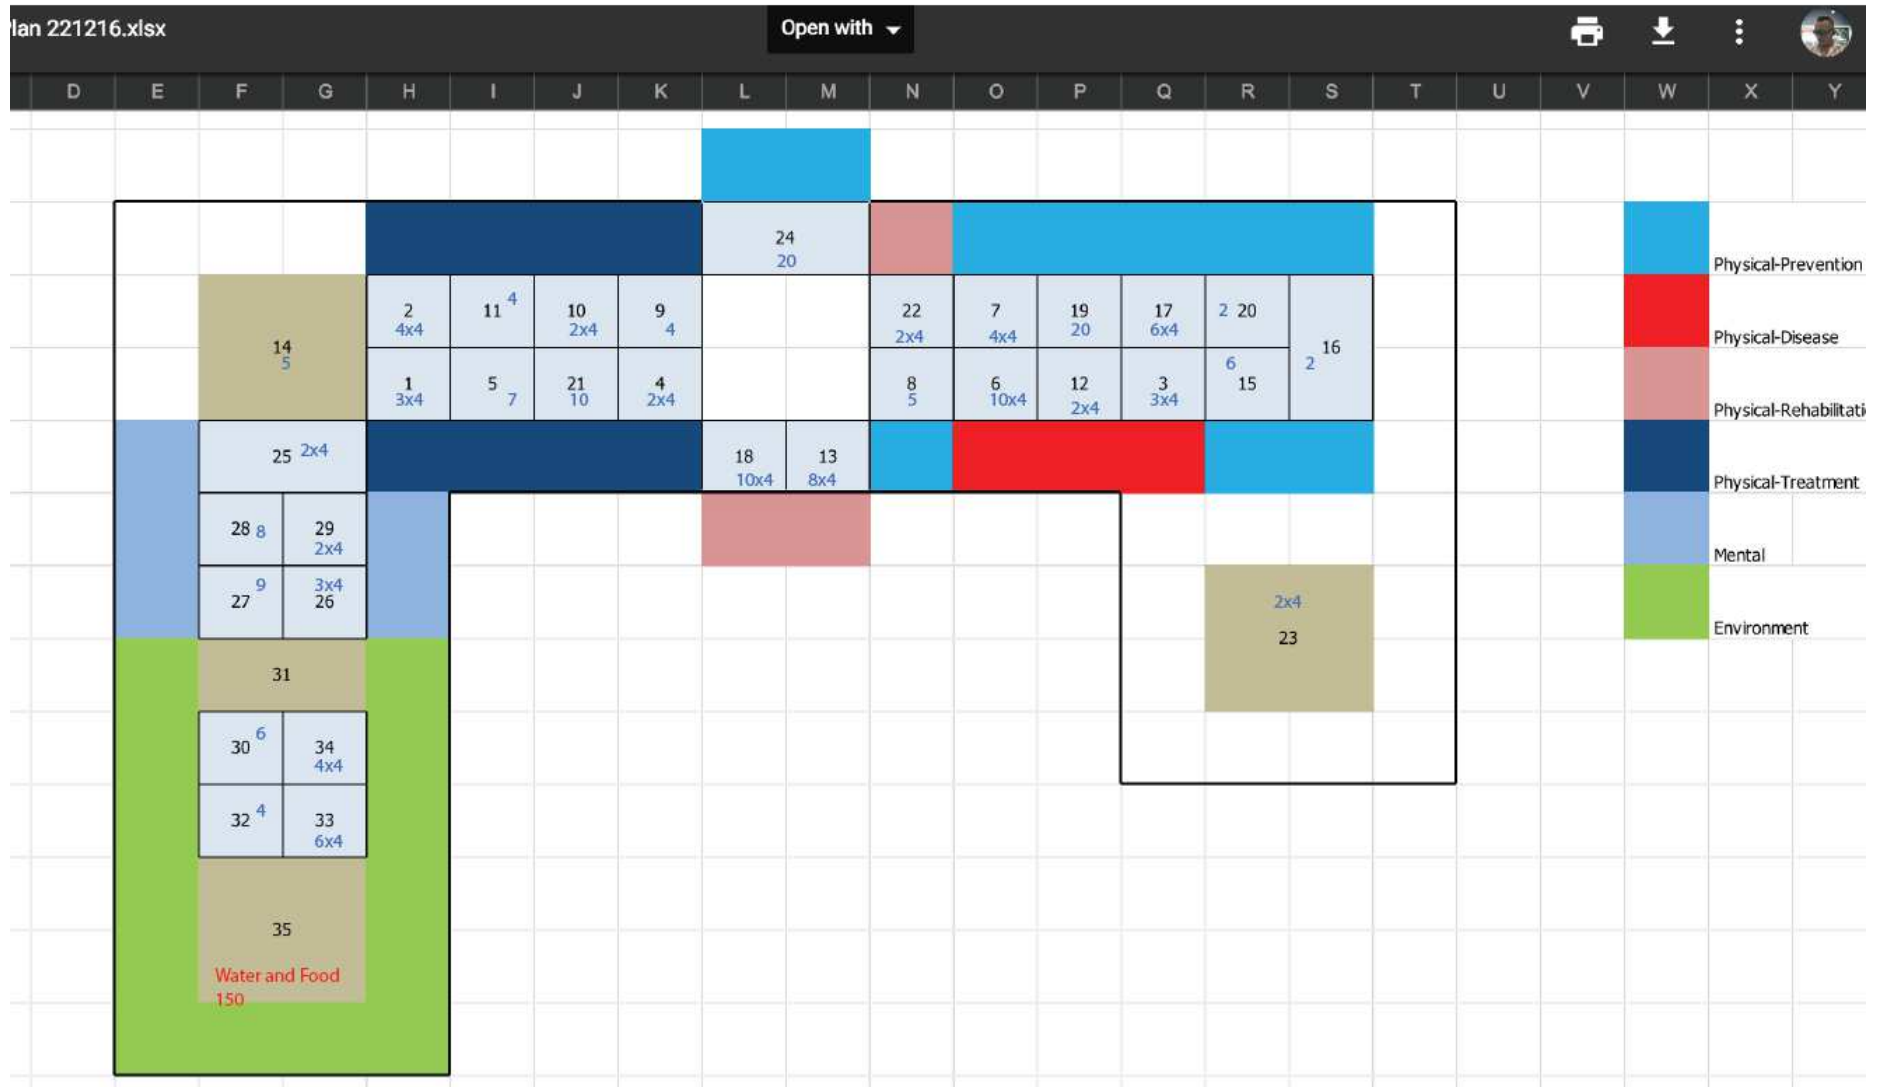 lan 221216.xlsx
Open with
D E F G H I J K L M N O P Q R S T U V W X Y
24
20
Physical-Prevention
2 11 4 10 9 22 7 19 17 2 20
4x4 2x4 4 2x4 4x4 20 6x4
Physical-Disease
14
5
16
2
1 5 21 4 8 6 12 3 6
3x4 7 10 2x4 5 10x4 2x4 3x4 15
Physical-Rehabilitati
25 2x4
18 13
10x4 8x4
Physical-Treatment
28 8 29
2x4
Mental
27 9 3x4
26
2x4
23
Environment
31
30 6 34
4x4
32 4 33
6x4
35
Water and Food
150